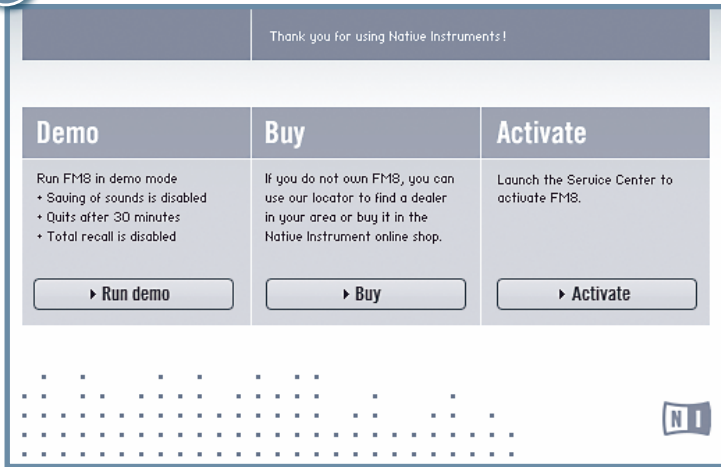 Thank you for using Native Instruments!
Demo
Run FM8 in demo mode
+ Saving of sounds is disabled
+ Quits after 30 minutes
+ Total recall is disabled
▸ Run demo
Buy
If you do not own FM8, you can
use our locator to find a dealer
in your area or buy it in the
Native Instrument online shop.
▸ Buy
Activate
Launch the Service Center to
activate FM8.
▸ Activate
NI